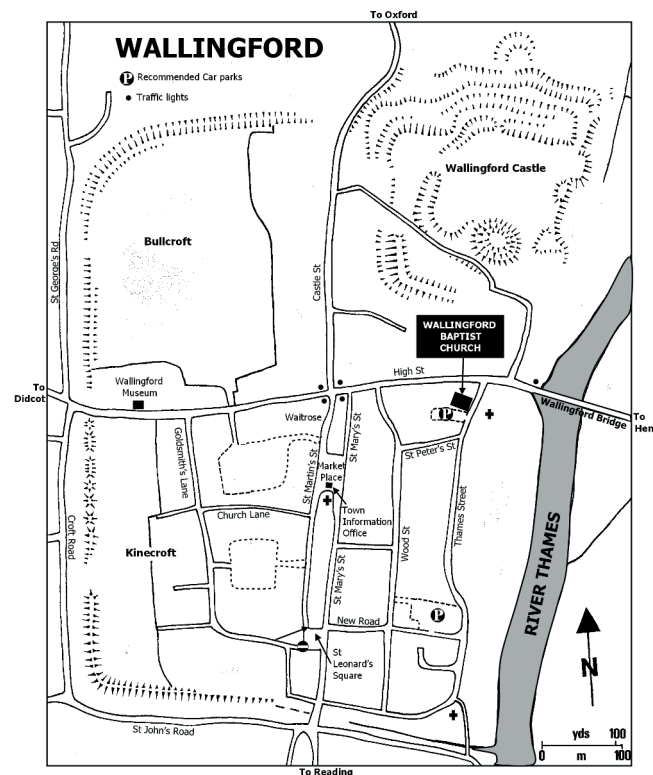 To Oxford
WALLINGFORD
P Recommended Car parks
Traffic lights
Wallingford Castle
Bullcroft
St George's Rd
Castle St
WALLINGFORD
BAPTIST
CHURCH
High St
To
Didcot
Wallingford
Museum
Wallingford Bridge
To
Hen
Waitrose
P
Goldsmith's Lane
St Martin's St
St Mary's St
St Peter's St
Market
Place
Thames Street
Town
Information
Office
Church Lane
Wood St
Croft Road
Kinecroft
RIVER THAMES
St Mary's St
P
New Road
St
Leonard's
Square
N
St John's Road
yds 100
0 m 100
To Reading